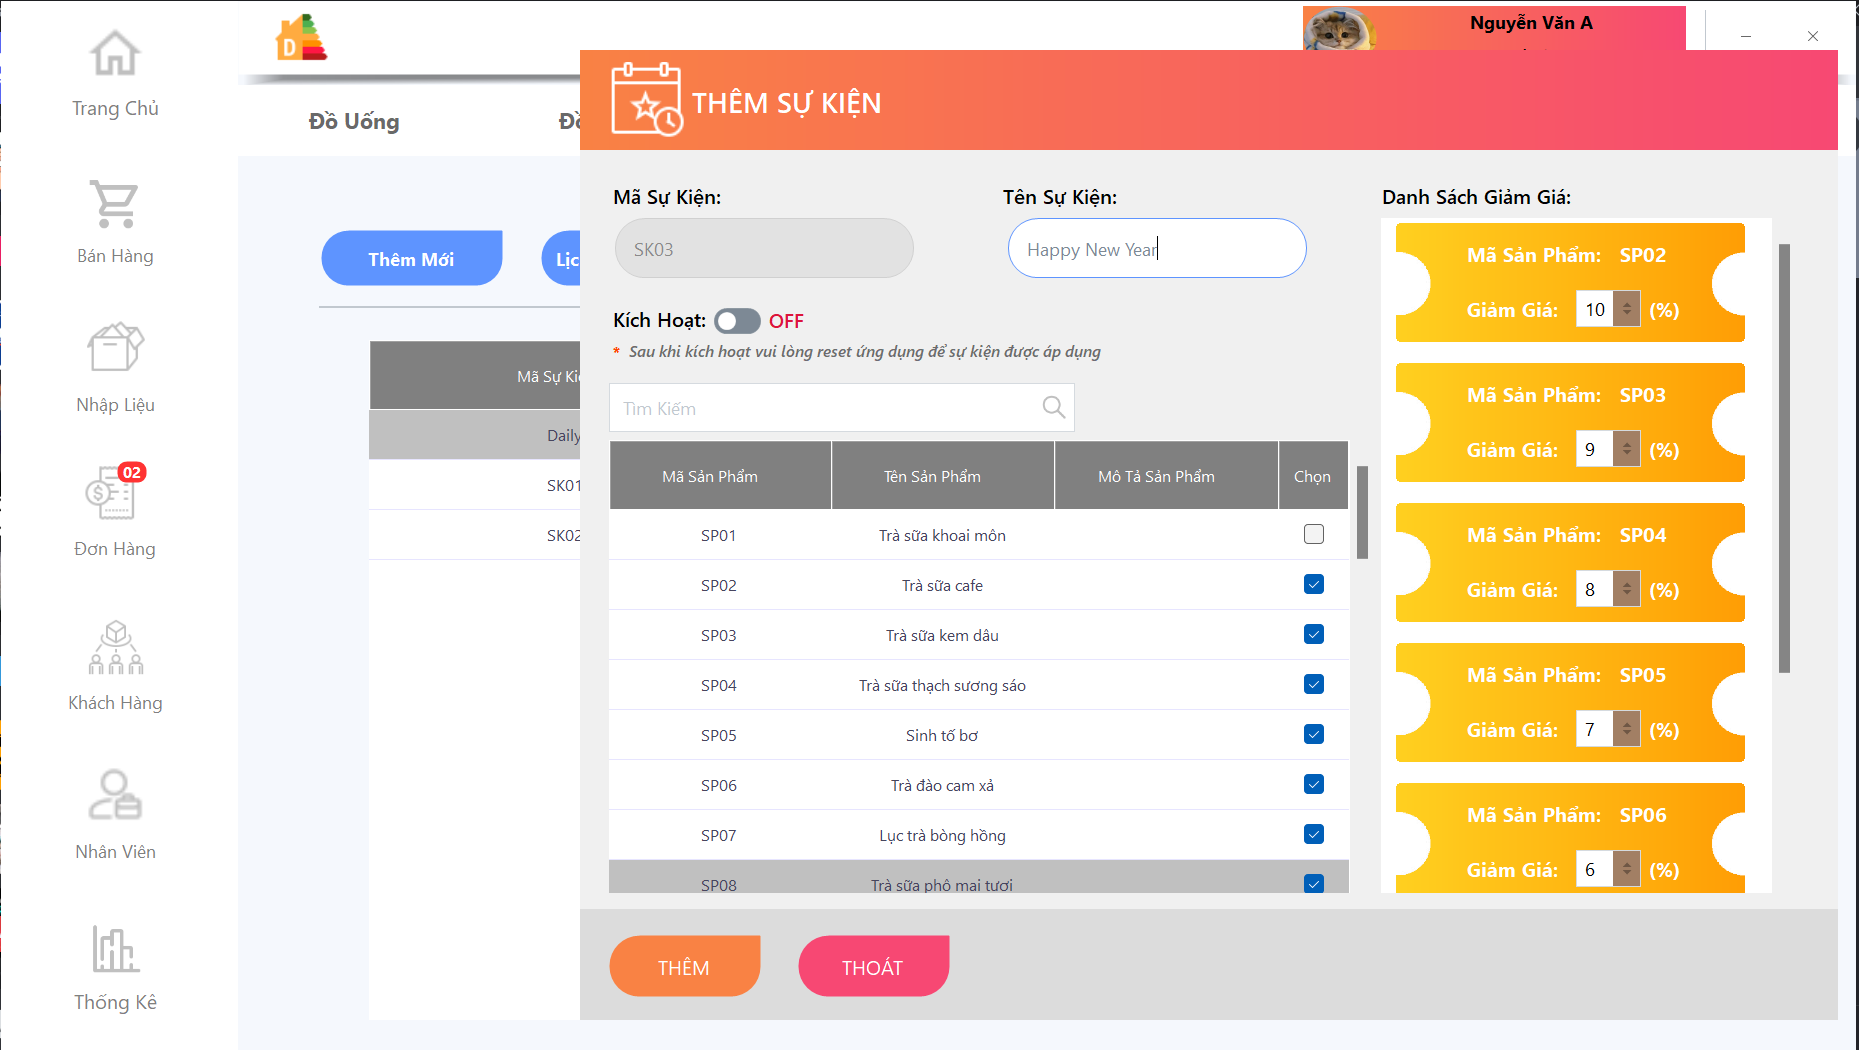 Trang Chủ
Bán Hàng
Nhập Liệu
02
Đơn Hàng
Khách Hàng
Nhân Viên
Thống Kê
D
Nguyễn Văn A
Đồ Uống
Thêm Mới
Mã Sự
Daily
SK01
SK02
THÊM SỰ KIỆN
Mã Sự Kiện:
SK03
Tên Sự Kiện:
Happy New Year
Kích Hoạt: OFF
* Sau khi kích hoạt vui lòng reset ứng dụng để sự kiện được áp dụng
Tìm Kiếm
Mã Sản Phẩm Tên Sản Phẩm Mô Tả Sản Phẩm Chọn
SP01 Trà sữa khoai môn
SP02 Trà sữa cafe
SP03 Trà sữa kem dâu
SP04 Trà sữa thạch sương sáo
SP05 Sinh tố bơ
SP06 Trà đào cam xả
SP07 Lục trà bòng hồng
SP08 Trà sữa phô mai tươi
Danh Sách Giảm Giá:
Mã Sản Phẩm: SP02
Giảm Giá: 10 (%)
Mã Sản Phẩm: SP03
Giảm Giá: 9 (%)
Mã Sản Phẩm: SP04
Giảm Giá: 8 (%)
Mã Sản Phẩm: SP05
Giảm Giá: 7 (%)
Mã Sản Phẩm: SP06
Giảm Giá: 6 (%)
THÊM
THOÁT